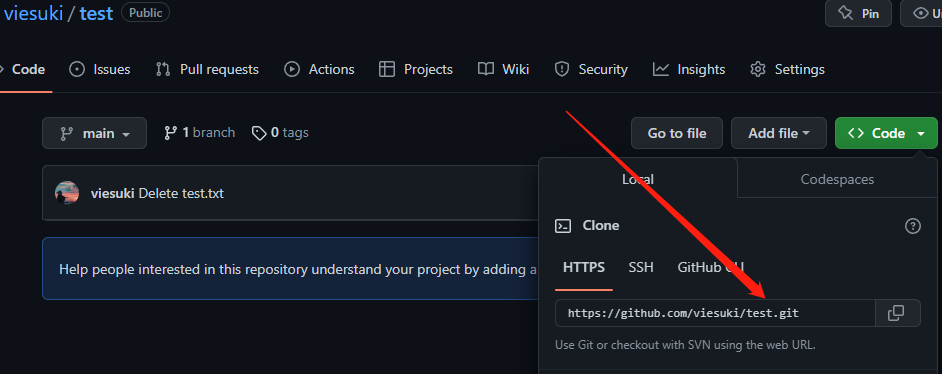 viesuki / test Public Pin
Code Issues Pull requests Actions Projects Wiki Security Insights Settings
main 1 branch 0 tags Go to file Add file Code
Local Codespaces
viesuki Delete test.txt
Clone
Help people interested in this repository understand your project by adding a
HTTPS SSH GitHub CLI
https://github.com/viesuki/test.git
Use Git or checkout with SVN using the web URL.